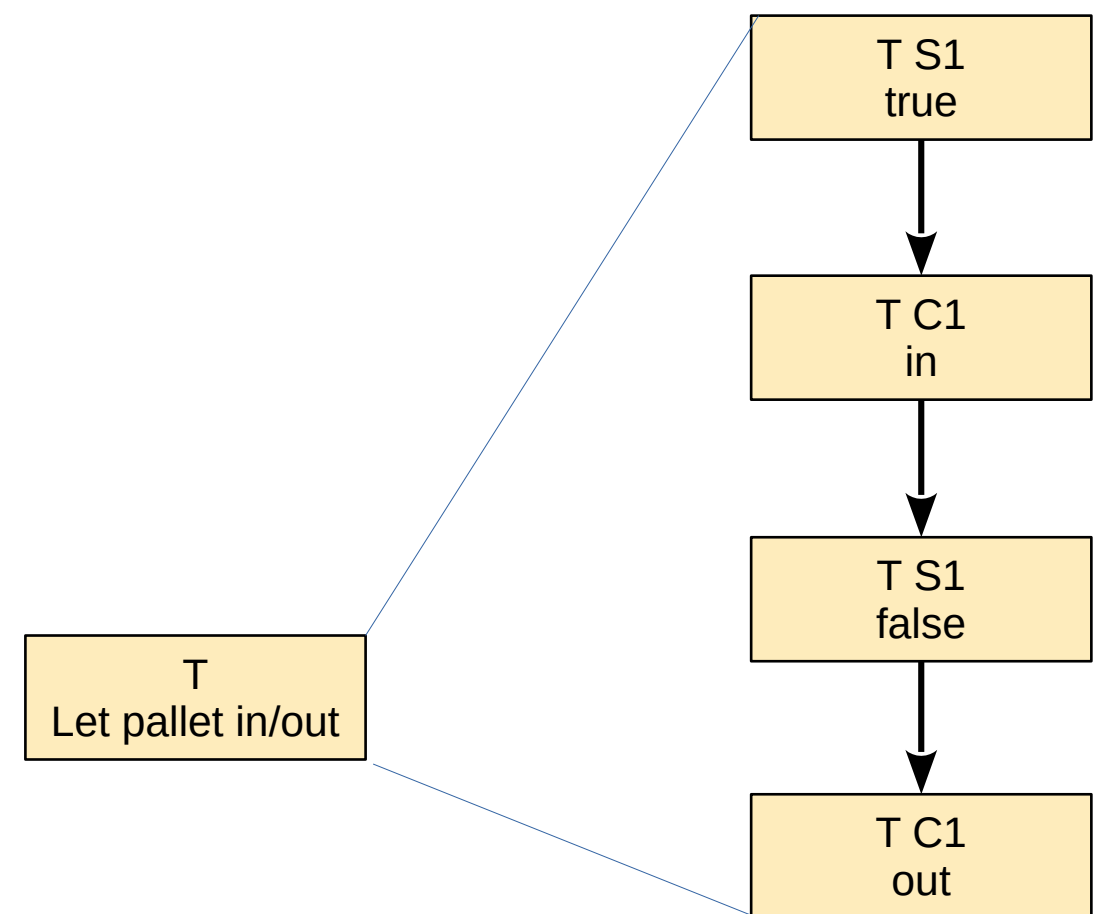 T S1
true
T C1
in
T S1
false
T
Let pallet in/out
T C1
out